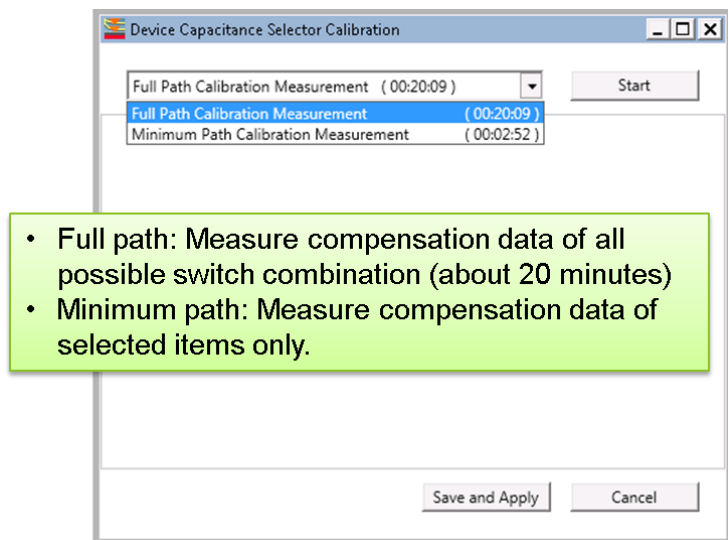 Device Capacitance Selector Calibration
Full Path Calibration Measurement ( 00:20:09 )
Start
Full Path Calibration Measurement ( 00:20:09 )
Minimum Path Calibration Measurement ( 00:02:52 )
• Full path: Measure compensation data of all
possible switch combination (about 20 minutes)
• Minimum path: Measure compensation data of
selected items only.
Save and Apply
Cancel